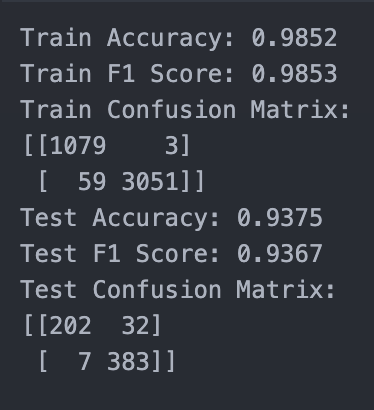 Train Accuracy: 0.9852
Train F1 Score: 0.9853
Train Confusion Matrix:
[[1079    3]
 [  59 3051]]
Test Accuracy: 0.9375
Test F1 Score: 0.9367
Test Confusion Matrix:
[[202  32]
 [  7 383]]